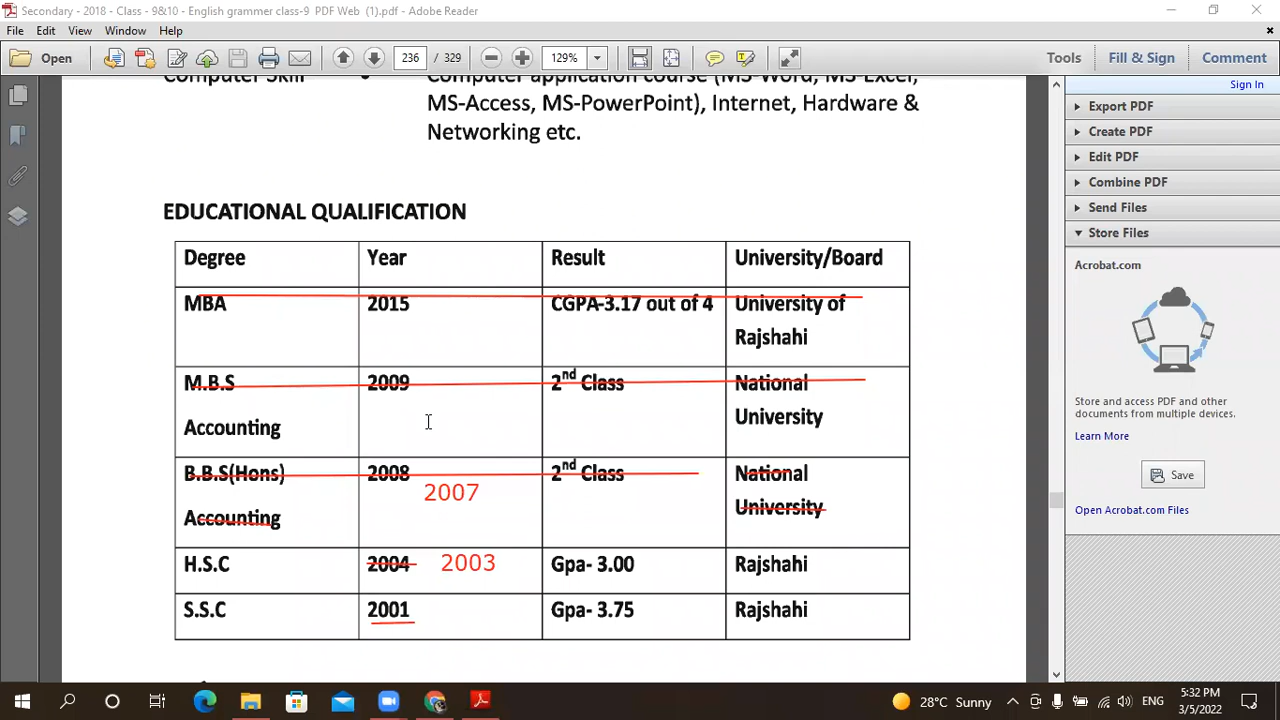 Secondary - 2018 - Class - 9&10 - English grammer class-9 PDF Web (1).pdf - Adobe Reader
File Edit View Window Help
Open 236 / 329 129% Tools Fill & Sign Comment
Sign In
Export PDF
Create PDF
Edit PDF
Combine PDF
Send Files
Store Files
Acrobat.com
Store and access PDF and other
documents from multiple devices.
Learn More
Save
Open Acrobat.com Files
Computer Skill • Computer application course (MS-Word, MS-Excel,
MS-Access, MS-PowerPoint), Internet, Hardware &
Networking etc.
EDUCATIONAL QUALIFICATION
Degree Year Result University/Board
MBA 2015 CGPA-3.17 out of 4 University of
Rajshahi
M.B.S 2009 2nd Class National
Accounting University
B.B.S(Hons) 2008 2nd Class National
2007
Accounting University
H.S.C 2004 2003 Gpa- 3.00 Rajshahi
S.S.C 2001 Gpa- 3.75 Rajshahi
28°C Sunny ENG 5:32 PM
3/5/2022